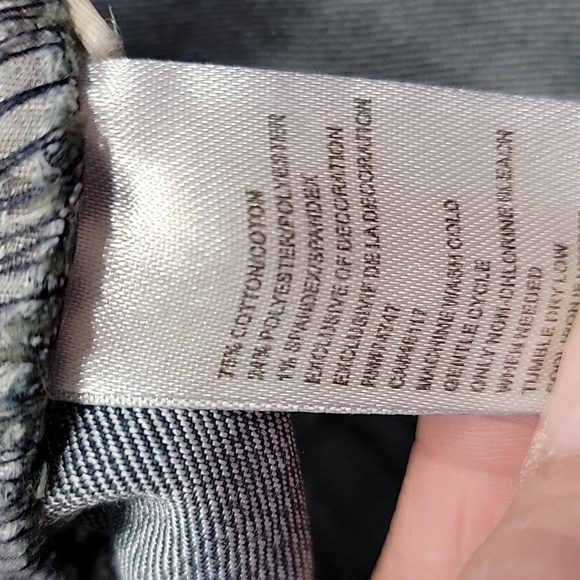 75% COTTON/COTON
24% POLYESTER/POLYESTER
1% SPANDEX/SPANDEX
EXCLUSIVE OF DECORATION
EXCLUSIVE DE LA DECORATION
MACHINE WASH COLD
GENTLE CYCLE
ONLY NON-CHLORINE BLEACH
WHEN NEEDED
TUMBLE DRY LOW